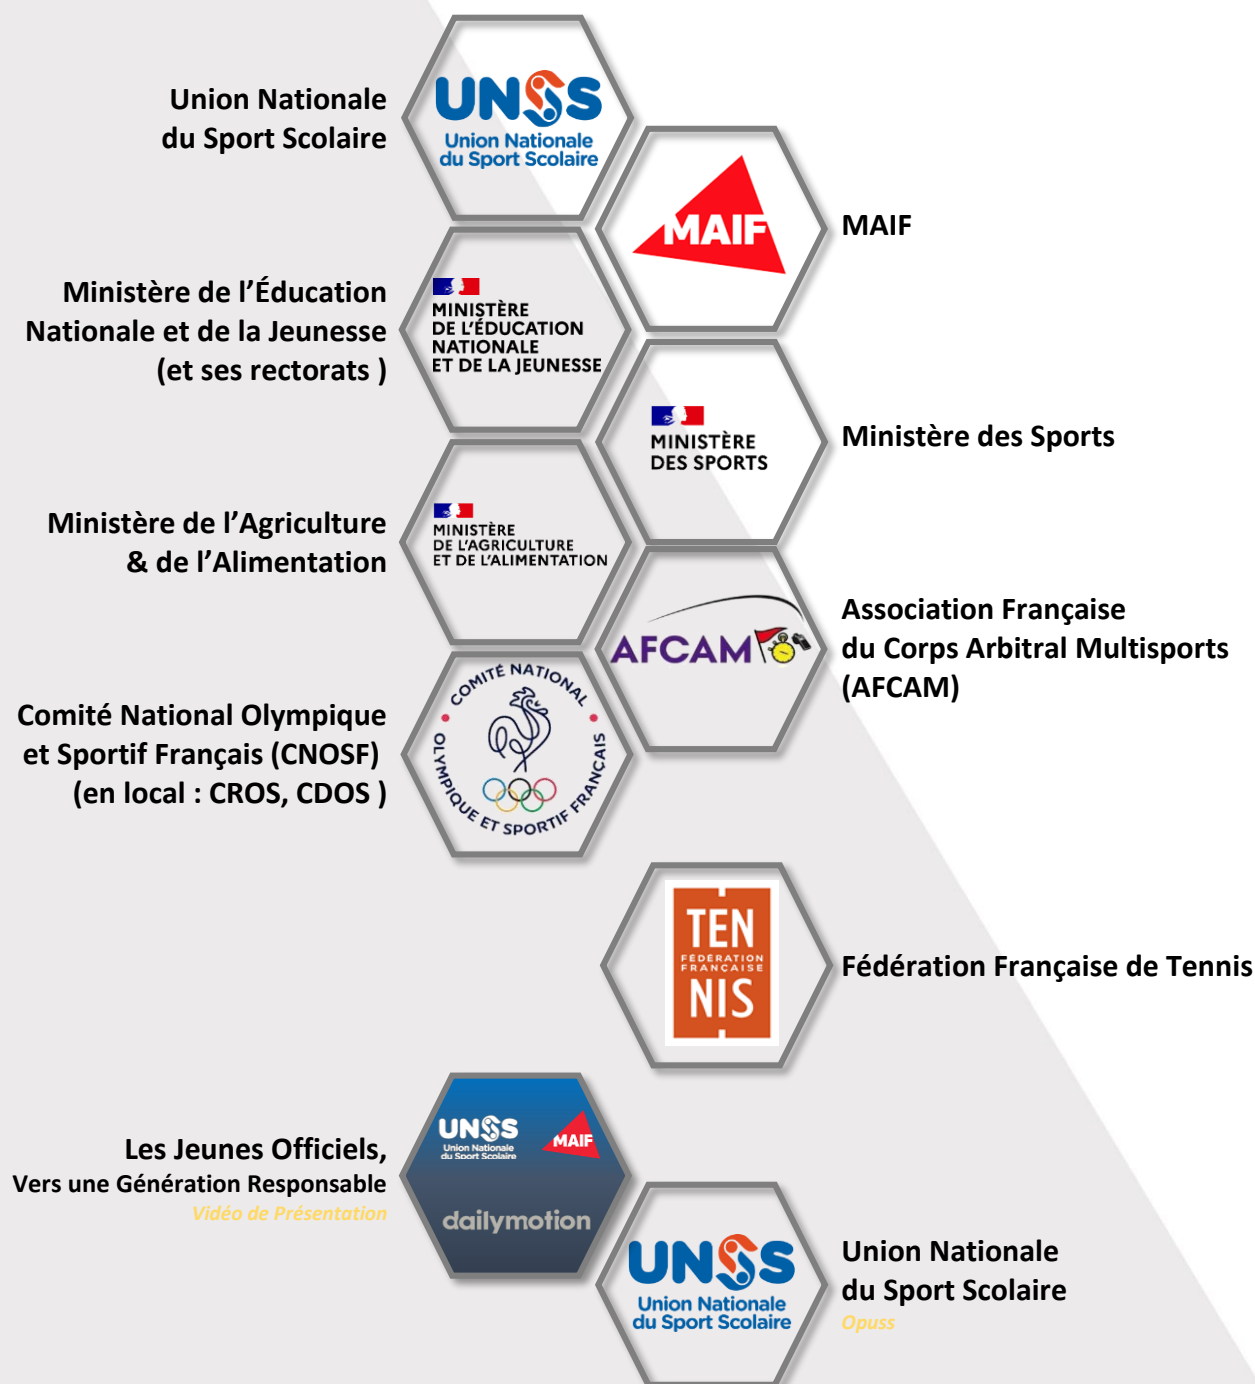 Union Nationale
du Sport Scolaire
UNSS
Union Nationale
du Sport Scolaire
MAIF
MAIF
Ministère de l’Éducation
Nationale et de la Jeunesse
(et ses rectorats )
MINISTÈRE
DE L'ÉDUCATION
NATIONALE
ET DE LA JEUNESSE
MINISTÈRE
DES SPORTS
Ministère des Sports
Ministère de l’Agriculture
& de l’Alimentation
MINISTÈRE
DE L'AGRICULTURE
ET DE L'ALIMENTATION
AFCAM
Association Française
du Corps Arbitral Multisports
(AFCAM)
Comité National Olympique
et Sportif Français (CNOSF)
(en local : CROS, CDOS )
COMITÉ NATIONAL
OLYMPIQUE ET SPORTIF FRANÇAIS
TEN
FÉDÉRATION
FRANÇAISE
NIS
Fédération Française de Tennis
Les Jeunes Officiels,
Vers une Génération Responsable
Vidéo de Présentation
UNSS
Union Nationale
du Sport Scolaire
MAIF
dailymotion
UNSS
Union Nationale
du Sport Scolaire
Union Nationale
du Sport Scolaire
Opuss